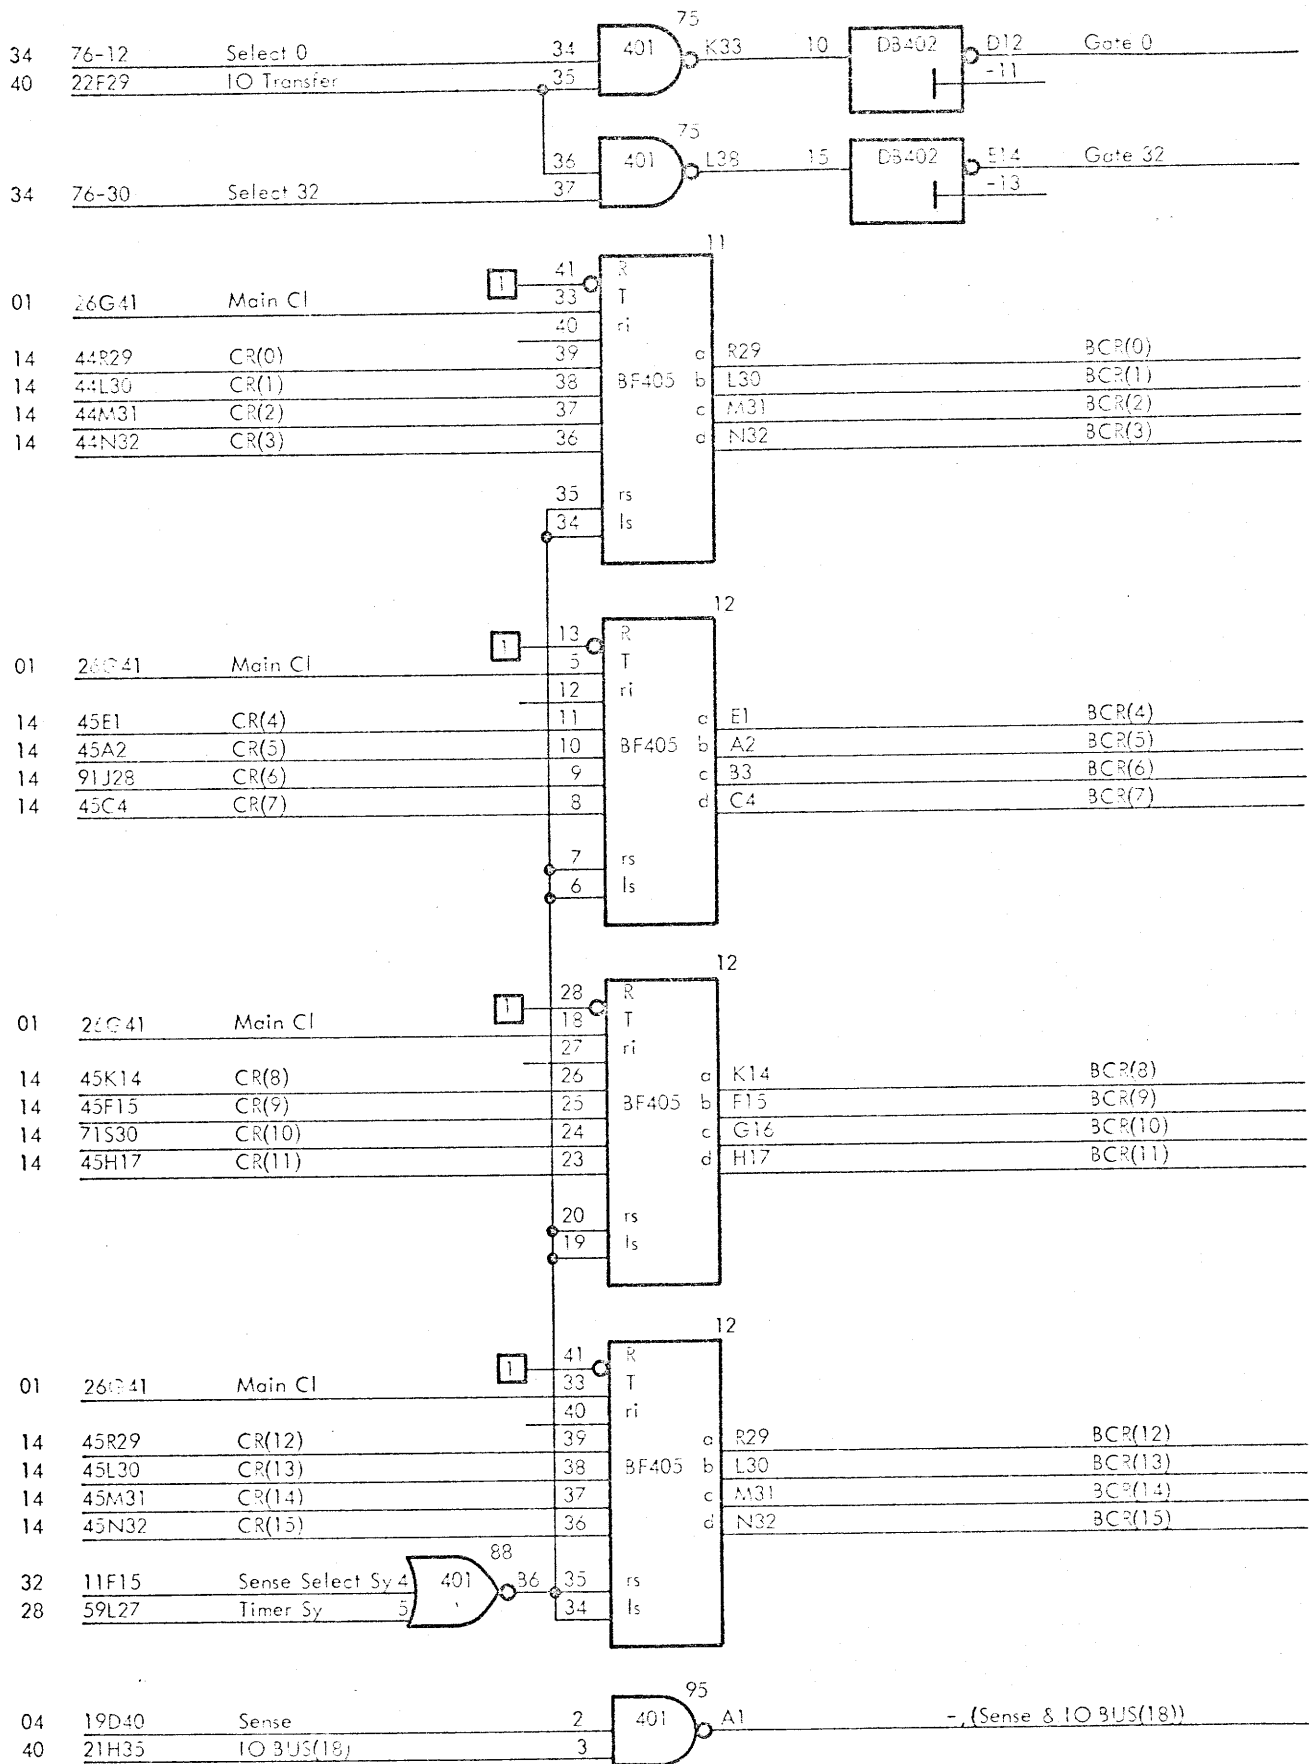 75
34 76-12 Select 0 34 401 K33 10 DB402 D12 Gate 0
40 22F29 IO Transfer 35 -11
75
36 401 L38 15 DB402 E14 Gate 32
34 76-30 Select 32 37 -13
11
1 41 R
01 26G41 Main Cl 33 T
40 ri
14 44R29 CR(0) 39 a R29 BCR(0)
14 44L30 CR(1) 38 BF405 b L30 BCR(1)
14 44M31 CR(2) 37 c M31 BCR(2)
14 44N32 CR(3) 36 d N32 BCR(3)
35 rs
34 ls
12
1 13 R
01 26G41 Main Cl 5 T
12 ri
14 45E1 CR(4) 11 a E1 BCR(4)
14 45A2 CR(5) 10 BF405 b A2 BCR(5)
14 91J28 CR(6) 9 c B3 BCR(6)
14 45C4 CR(7) 8 d C4 BCR(7)
7 rs
6 ls
12
1 28 R
01 26G41 Main Cl 18 T
27 ri
14 45K14 CR(8) 26 a K14 BCR(8)
14 45F15 CR(9) 25 BF405 b F15 BCR(9)
14 71S30 CR(10) 24 c G16 BCR(10)
14 45H17 CR(11) 23 d H17 BCR(11)
20 rs
19 ls
12
1 41 R
01 26G41 Main Cl 33 T
40 ri
14 45R29 CR(12) 39 a R29 BCR(12)
14 45L30 CR(13) 38 BF405 b L30 BCR(13)
14 45M31 CR(14) 37 c M31 BCR(14)
14 45N32 CR(15) 36 d N32 BCR(15)
88
32 11F15 Sense Select Sy 4 401 B6 35 rs
28 59L27 Timer Sy 5 34 ls
95
04 19D40 Sense 2 401 A1 -,(Sense & IO BUS(18))
40 21H35 IO BUS(18) 3